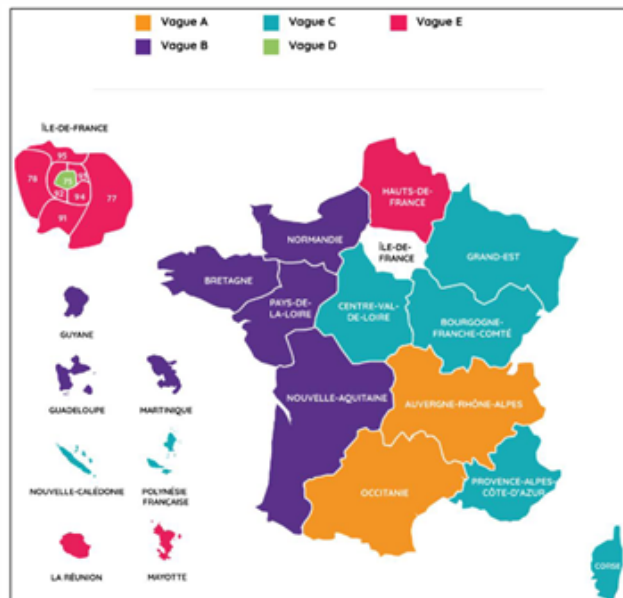 Vague A
Vague C
Vague E
Vague B
Vague D
ÎLE-DE-FRANCE
95
78
75
93
77
92
94
91
HAUTS-DE-
FRANCE
NORMANDIE
ÎLE-DE-
FRANCE
GRAND-EST
BRETAGNE
PAYS-DE-
LA-LOIRE
CENTRE-VAL-
DE-LOIRE
BOURGOGNE-
FRANCHE-COMTÉ
GUYANE
GUADELOUPE
MARTINIQUE
NOUVELLE-AQUITAINE
AUVERGNE-RHÔNE-ALPES
NOUVELLE-CALÉDONIE
POLYNÉSIE
FRANÇAISE
OCCITANIE
PROVENCE-ALPES-
CÔTE-D'AZUR
LA RÉUNION
MAYOTTE
CORSE